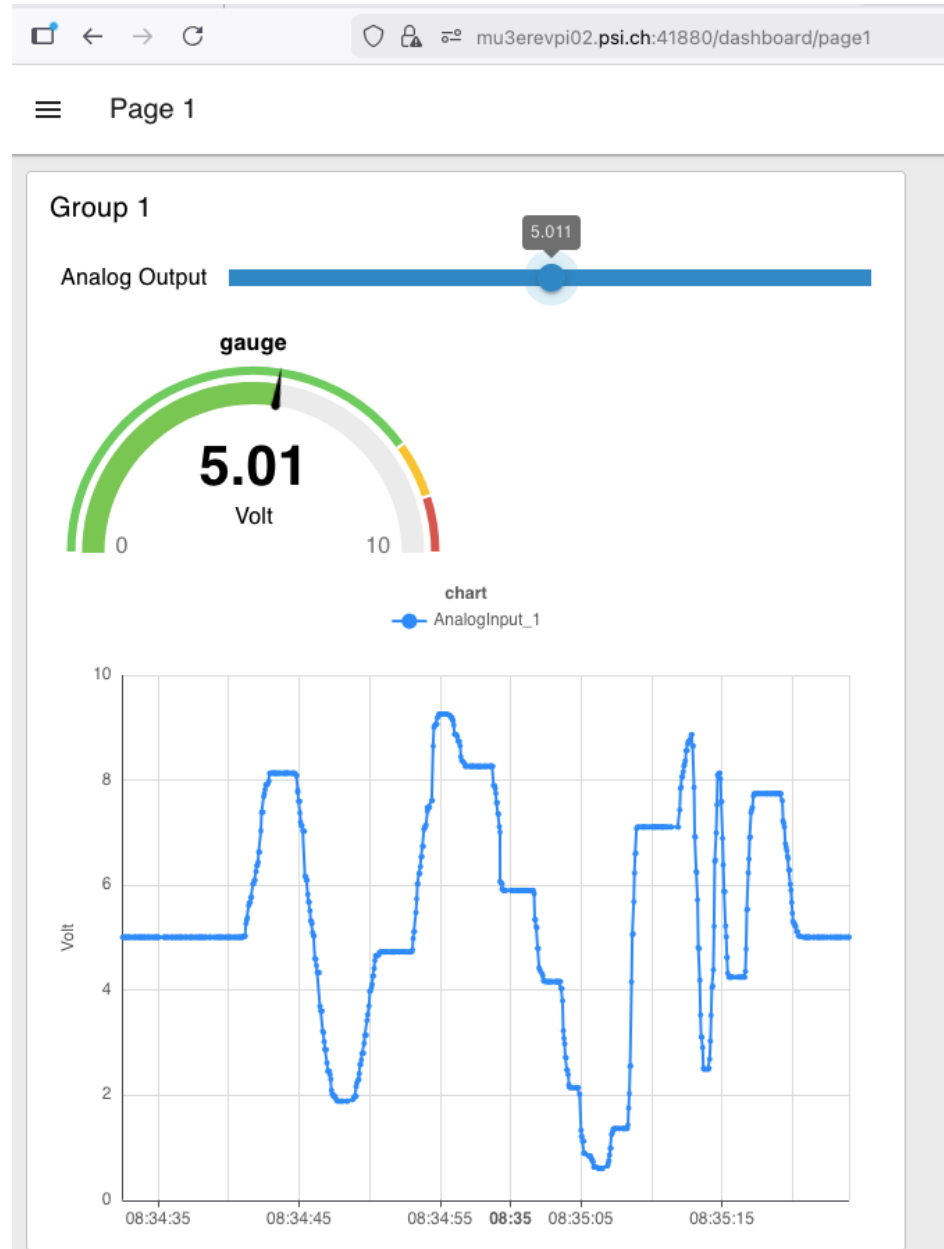 mu3erevpi02.psi.ch:41880/dashboard/page1
Page 1
Group 1
5.011
Analog Output
gauge
5.01
Volt
0
10
chart
AnalogInput_1
10
8
6
4
2
0
Volt
08:34:35
08:34:45
08:34:55
08:35
08:35:05
08:35:15